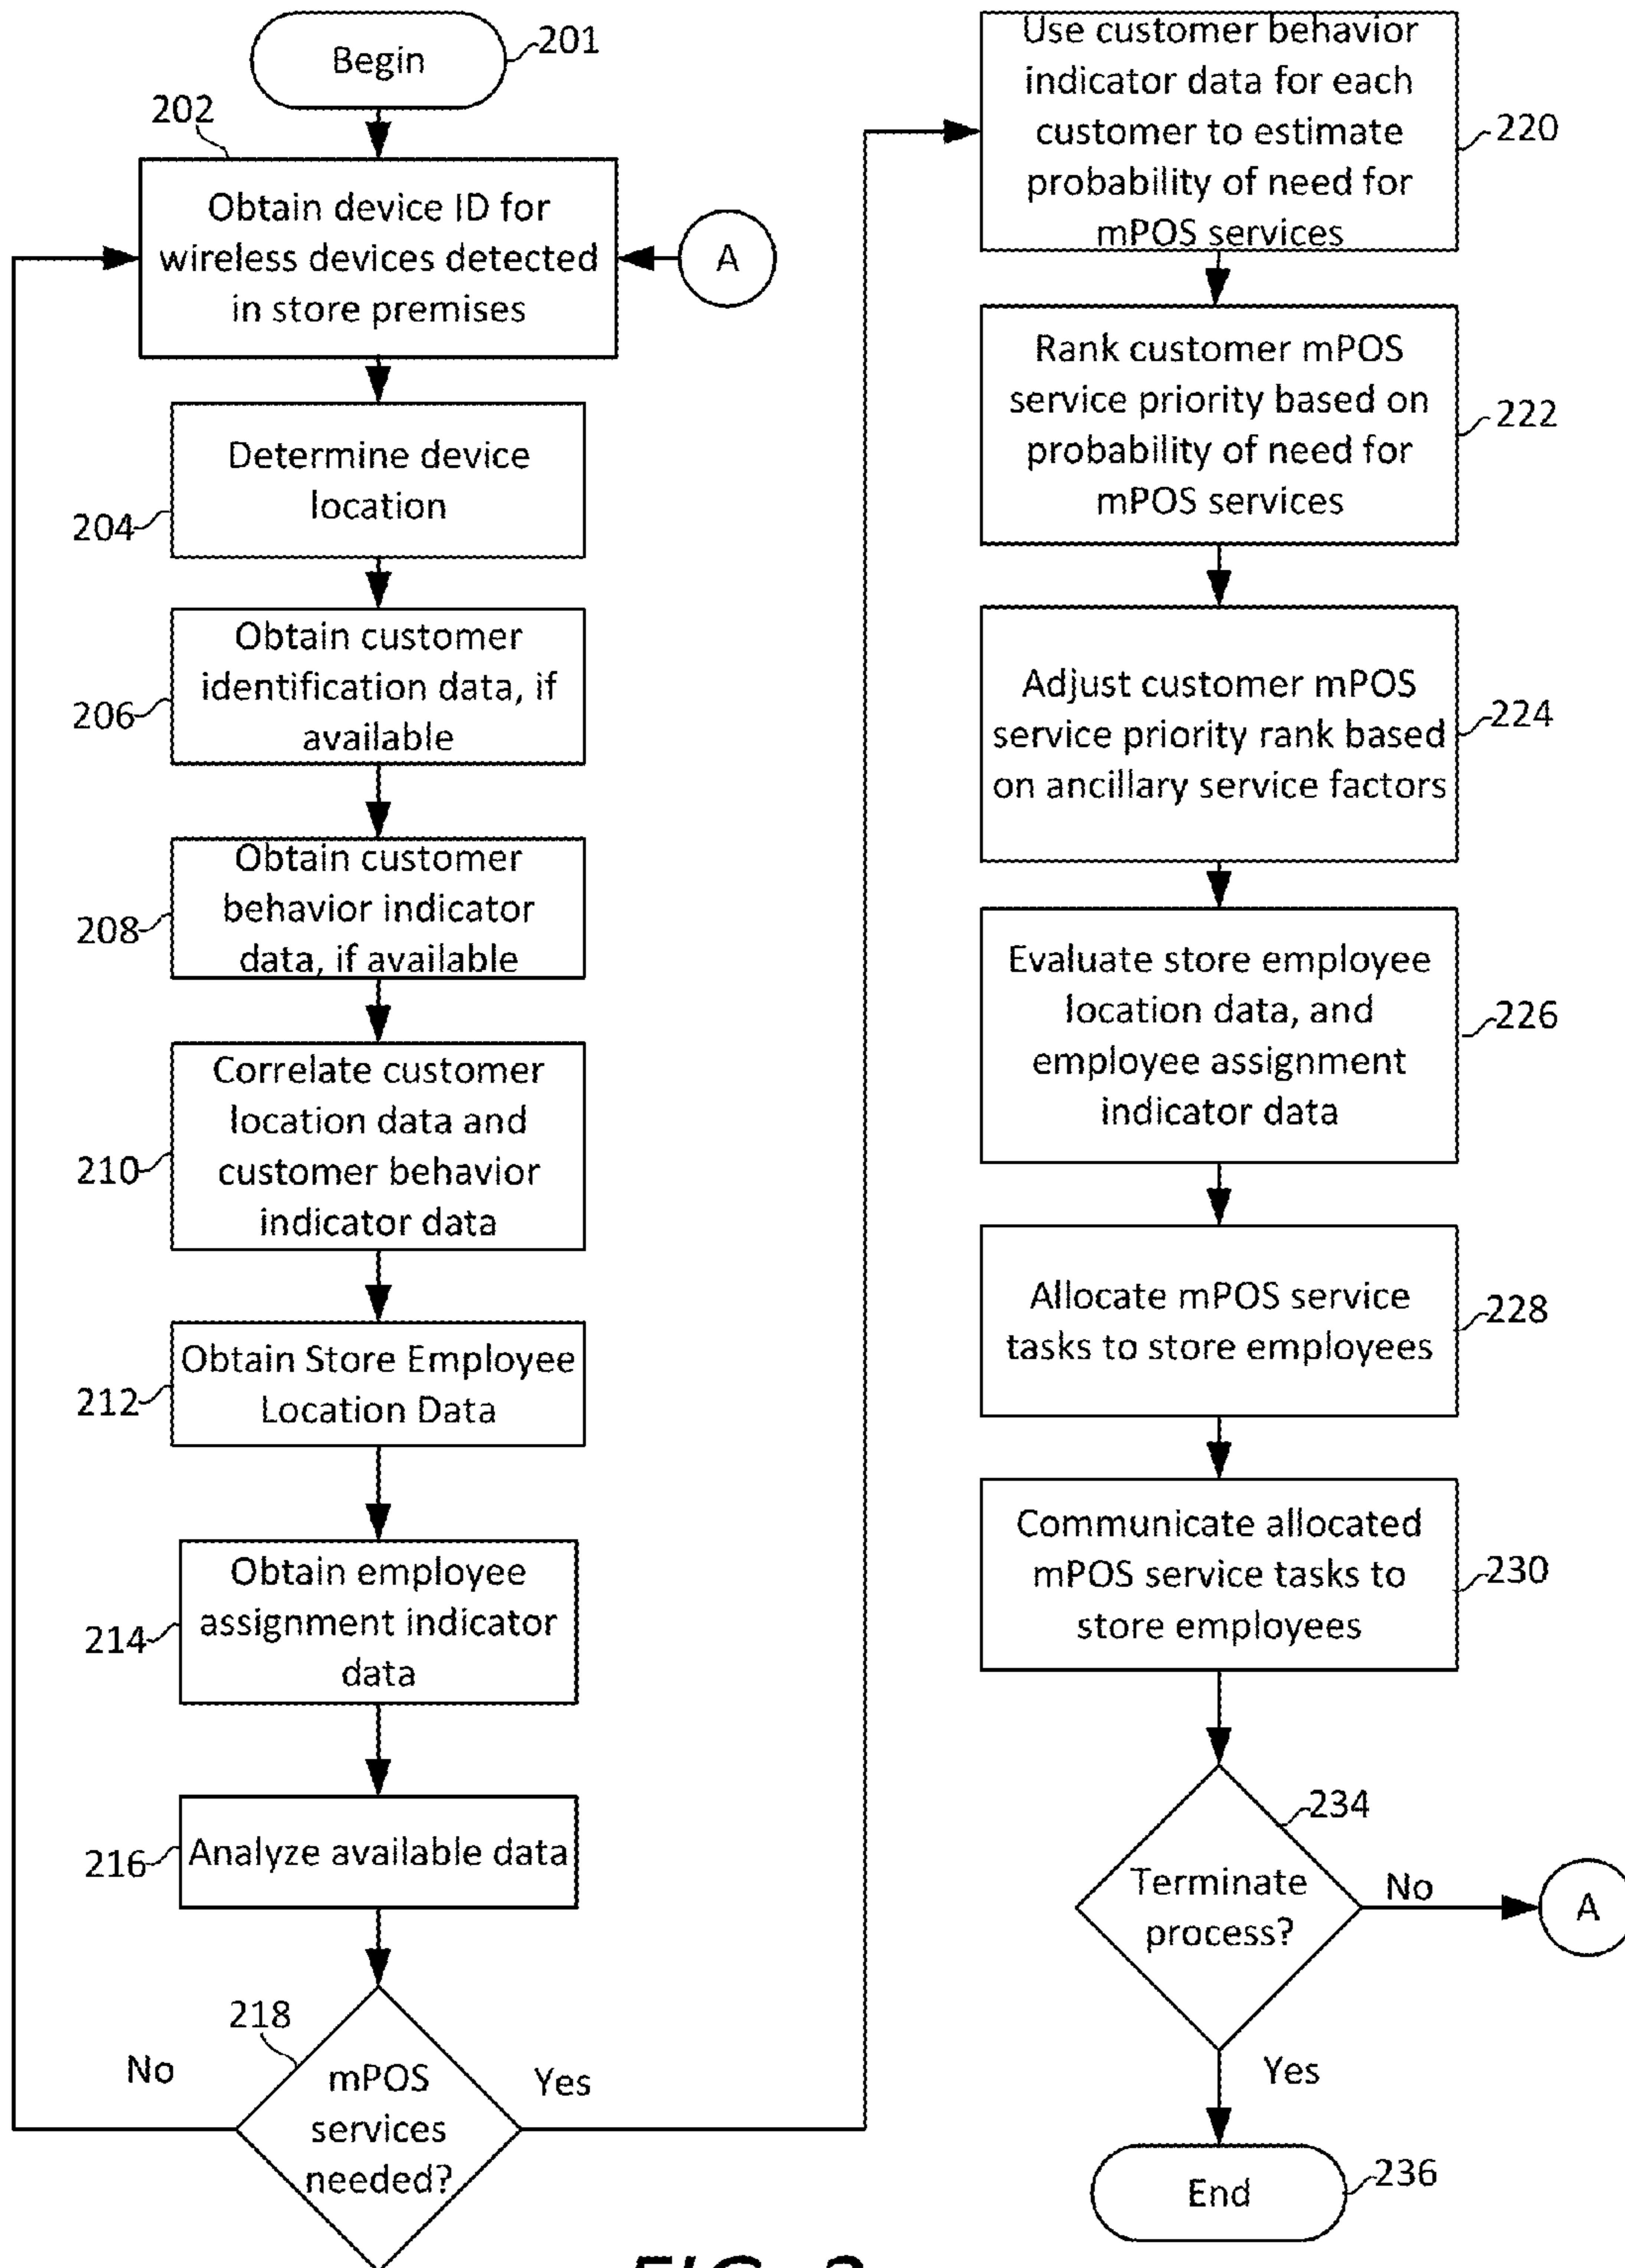 Begin
201
202
Obtain device ID for
wireless devices detected
in store premises
A
Determine device
location
204
Obtain customer
identification data, if
available
206
Obtain customer
behavior indicator
data, if available
208
Correlate customer
location data and
customer behavior
indicator data
210
Obtain Store Employee
Location Data
212
Obtain employee
assignment indicator
data
214
Analyze available data
216
218
mPOS
services
needed?
No
Yes
Use customer behavior
indicator data for each
customer to estimate
probability of need for
mPOS services
220
Rank customer mPOS
service priority based on
probability of need for
mPOS services
222
Adjust customer mPOS
service priority rank based
on ancillary service factors
224
Evaluate store employee
location data, and
employee assignment
indicator data
226
Allocate mPOS service
tasks to store employees
228
Communicate allocated
mPOS service tasks to
store employees
230
234
Terminate
process?
No
A
Yes
End
236